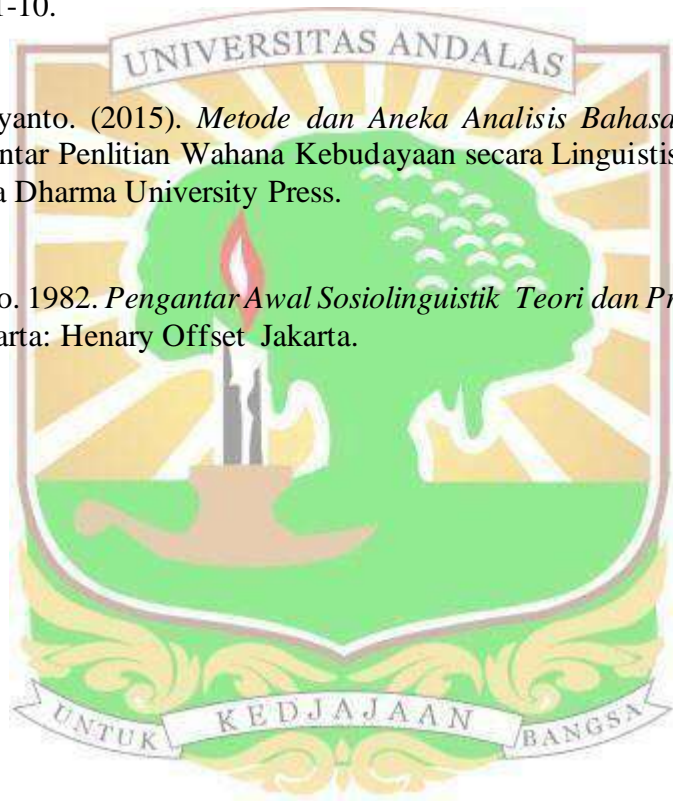 1-10.
UNIVERSITAS ANDALAS
yanto. (2015). Metode dan Aneka Analisis Bahasa
ntar Penlitian Wahana Kebudayaan secara Linguistis
a Dharma University Press.
o. 1982. Pengantar Awal Sosiolinguistik Teori dan Pr
arta: Henary Offset Jakarta.
UNTUK KEDJAJAAN BANGSA